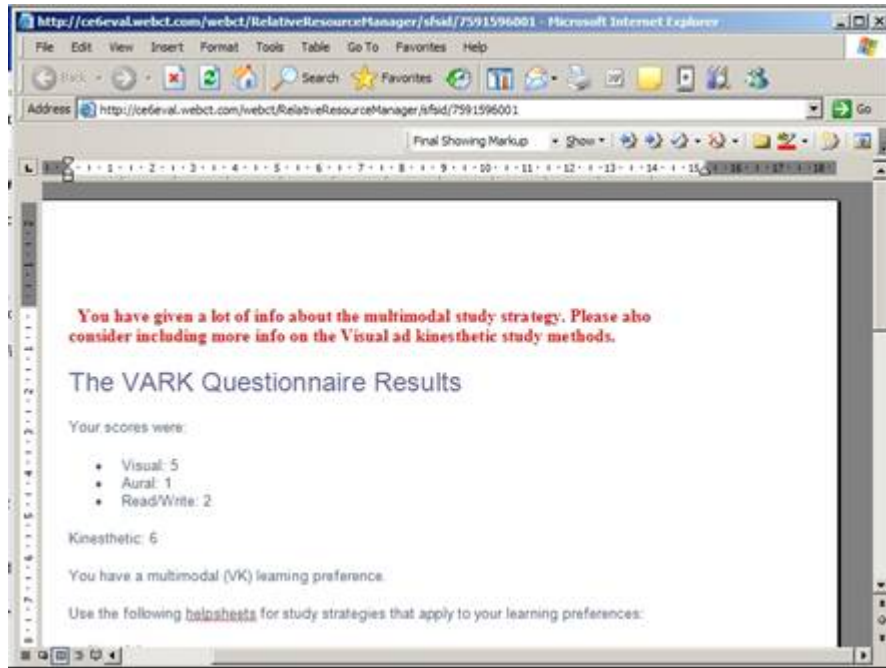 http://ce6eval.webct.com/webct/RelativeResourceManager/sfsid/7591596001 - Microsoft Internet Explorer
File Edit View Insert Format Tools Table Go To Favorites Help
Back Search Favorites
Address http://ce6eval.webct.com/webct/RelativeResourceManager/sfsid/7591596001 Go
Final Showing Markup Show
You have given a lot of info about the multimodal study strategy. Please also
consider including more info on the Visual ad kinesthetic study methods.
The VARK Questionnaire Results
Your scores were:
• Visual: 5
• Aural: 1
• Read/Write: 2
Kinesthetic: 6
You have a multimodal (VK) learning preference.
Use the following helpsheets for study strategies that apply to your learning preferences: